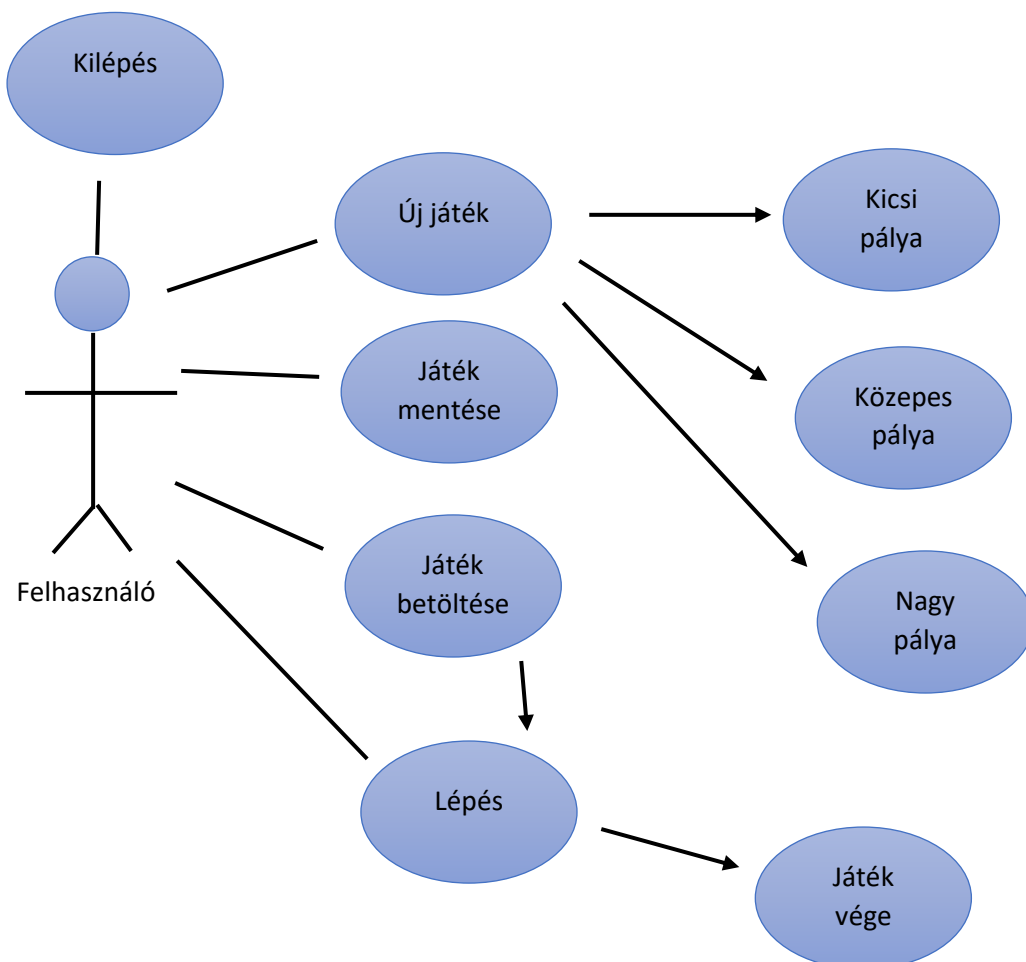 Kilépés
Új játék
Kicsi
pálya
Játék
mentése
Közepes
pálya
Játék
betöltése
Felhasználó
Nagy
pálya
Lépés
Játék
vége